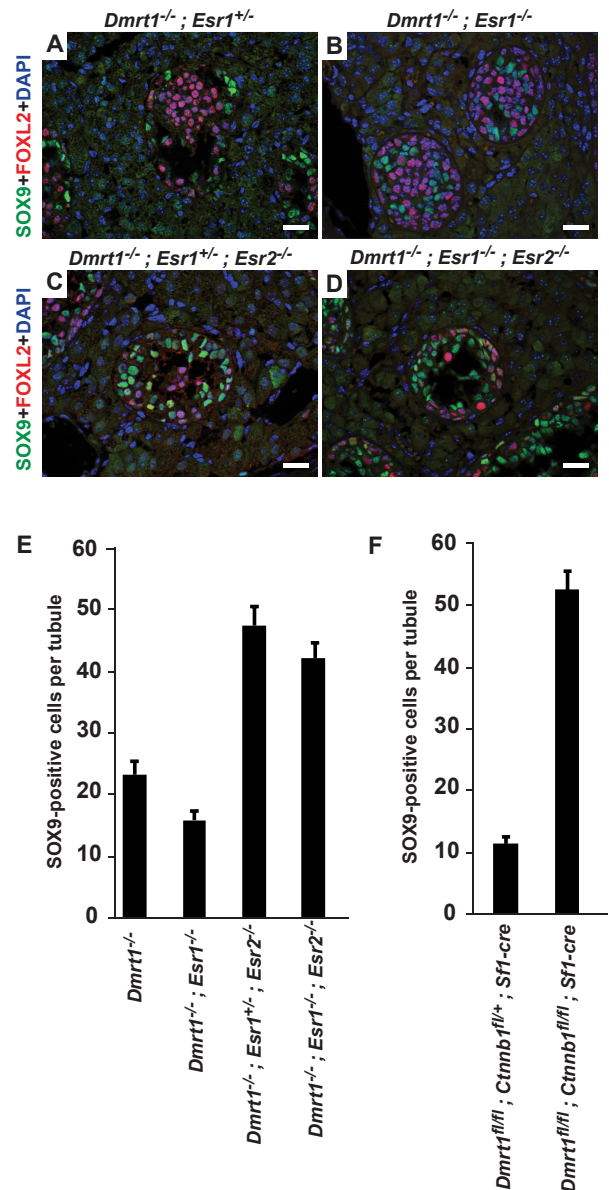 Dmrt1-/- ; Esr1+/-
Dmrt1-/- ; Esr1-/-
A
B
SOX9+FOXL2+DAPI
Dmrt1-/- ; Esr1+/- ; Esr2-/-
Dmrt1-/- ; Esr1-/- ; Esr2-/-
C
D
SOX9+FOXL2+DAPI
E
SOX9-positive cells per tubule
60
50
40
30
20
10
0
Dmrt1-/-
Dmrt1-/- ; Esr1-/-
Dmrt1-/- ; Esr1+/- ; Esr2-/-
Dmrt1-/- ; Esr1-/- ; Esr2-/-
F
SOX9-positive cells per tubule
60
50
40
30
20
10
0
Dmrt1fl/fl ; Ctnnb1fl/+ ; Sf1-cre
Dmrt1fl/fl ; Ctnnb1fl/fl ; Sf1-cre